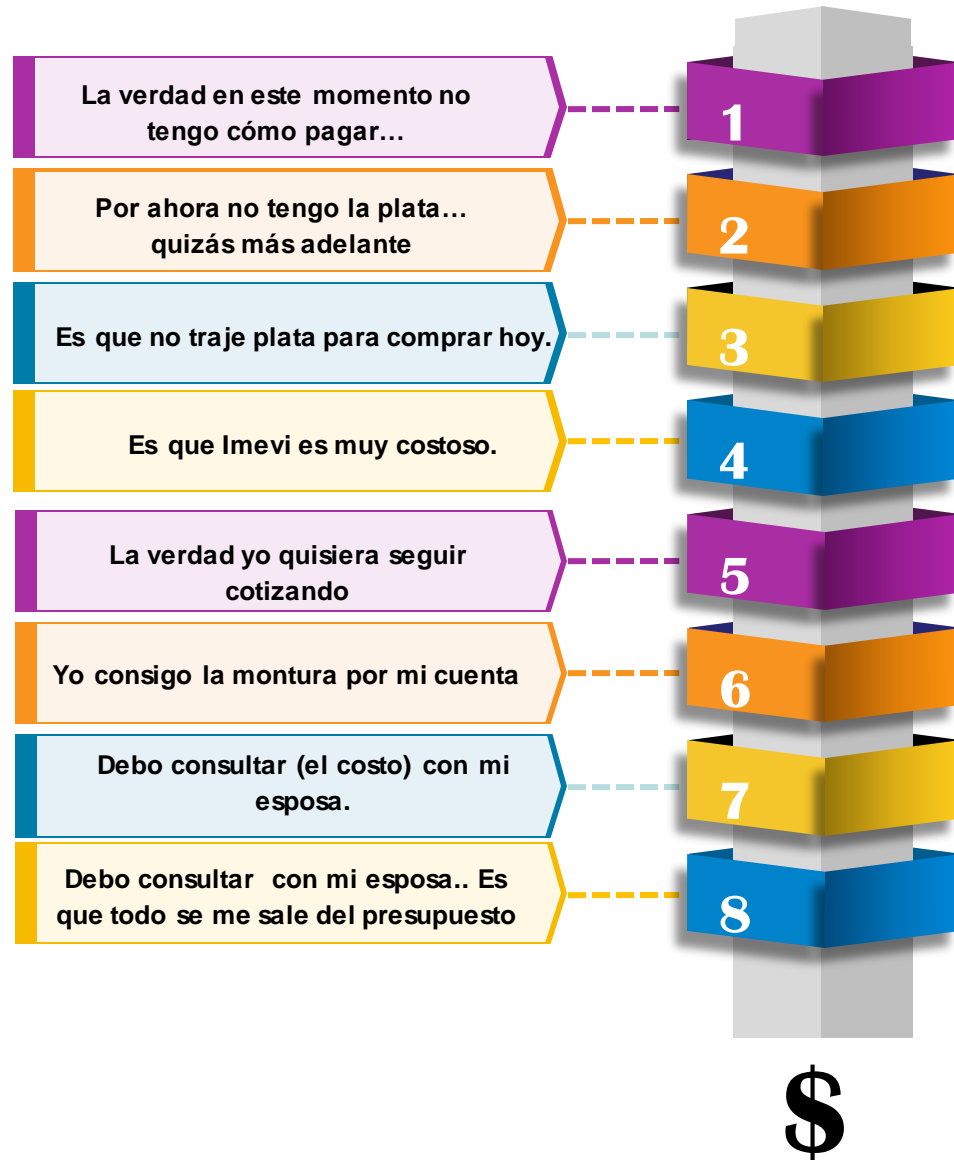 La verdad en este momento no
tengo cómo pagar...
1
Por ahora no tengo la plata...
quizás más adelante
2
Es que no traje plata para comprar hoy.
3
Es que Imevi es muy costoso.
4
La verdad yo quisiera seguir
cotizando
5
Yo consigo la montura por mi cuenta
6
Debo consultar (el costo) con mi
esposa.
7
Debo consultar con mi esposa.. Es
que todo se me sale del presupuesto
8
$